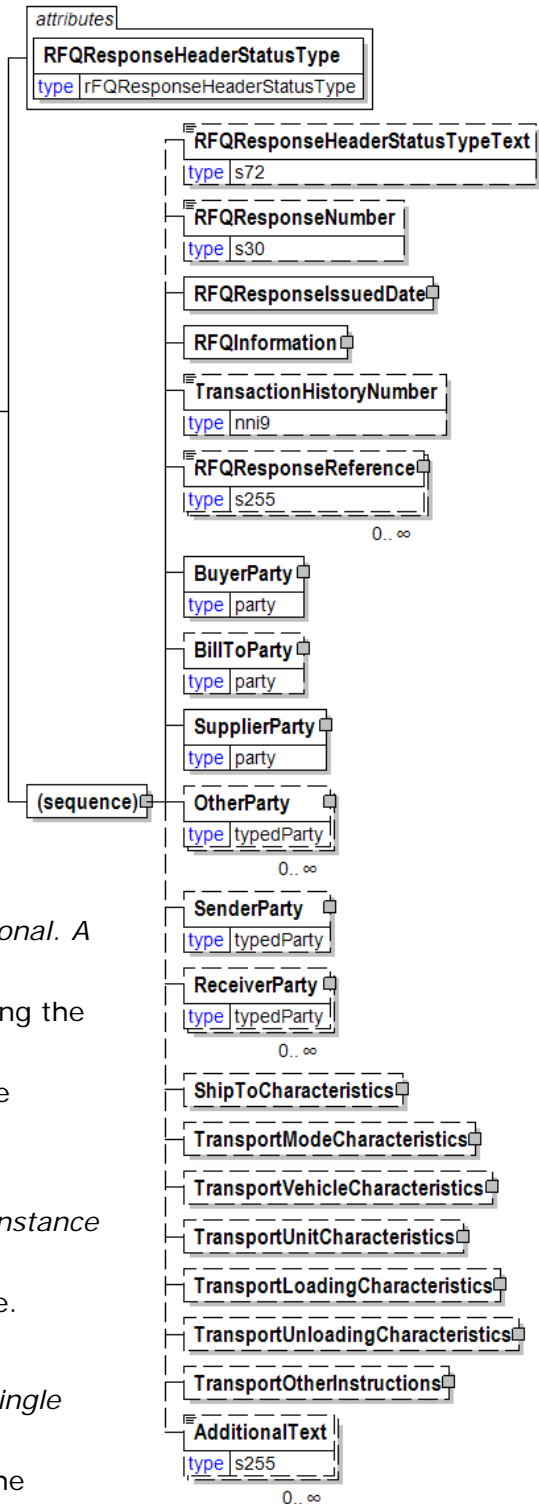 attributes
RFQResponseHeaderStatusType
type rFQResponseHeaderStatusType
RFQResponseHeaderStatusTypeText
type s72
RFQResponseNumber
type s30
RFQResponseIssuedDate
RFQInformation
TransactionHistoryNumber
type nni9
RFQResponseReference
type s255
0.. ∞
BuyerParty
type party
BillToParty
type party
SupplierParty
type party
(sequence)
OtherParty
type typedParty
0.. ∞
SenderParty
type typedParty
ReceiverParty
type typedParty
0.. ∞
ShipToCharacteristics
TransportModeCharacteristics
TransportVehicleCharacteristics
TransportUnitCharacteristics
TransportLoadingCharacteristics
TransportUnloadingCharacteristics
TransportOtherInstructions
AdditionalText
type s255
0.. ∞
onal. A
ng the
e
nstance
e.
ingle
ne